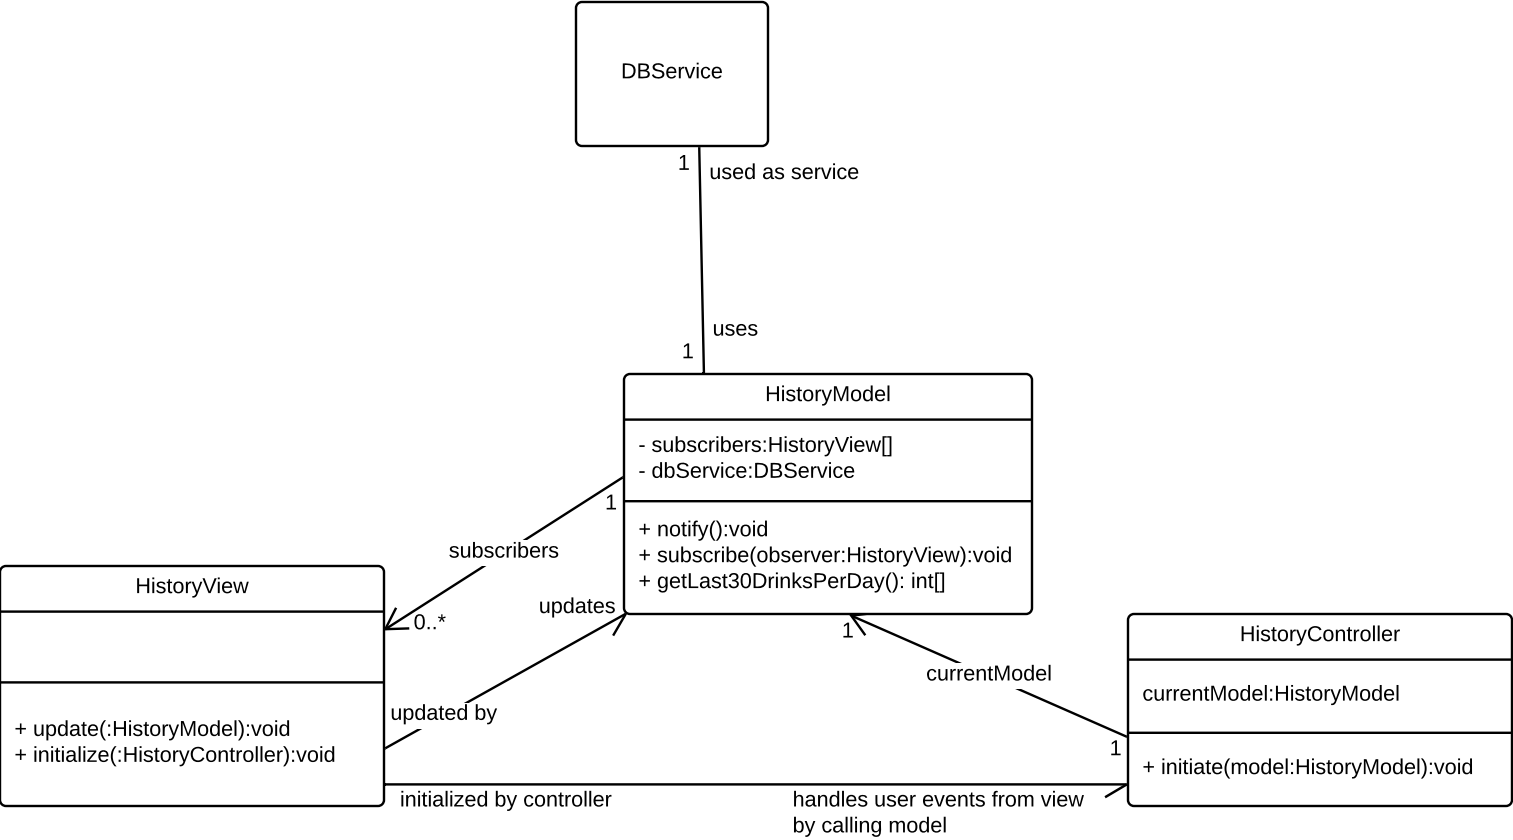 DBService
1
used as service
uses
1
HistoryModel
- subscribers:HistoryView[]
- dbService:DBService
+ notify():void
+ subscribe(observer:HistoryView):void
+ getLast30DrinksPerDay(): int[]
1
subscribers
0..*
updates
updated by
HistoryView
+ update(:HistoryModel):void
+ initialize(:HistoryController):void
1
currentModel
1
HistoryController
currentModel:HistoryModel
+ initiate(model:HistoryModel):void
initialized by controller
handles user events from view
by calling model